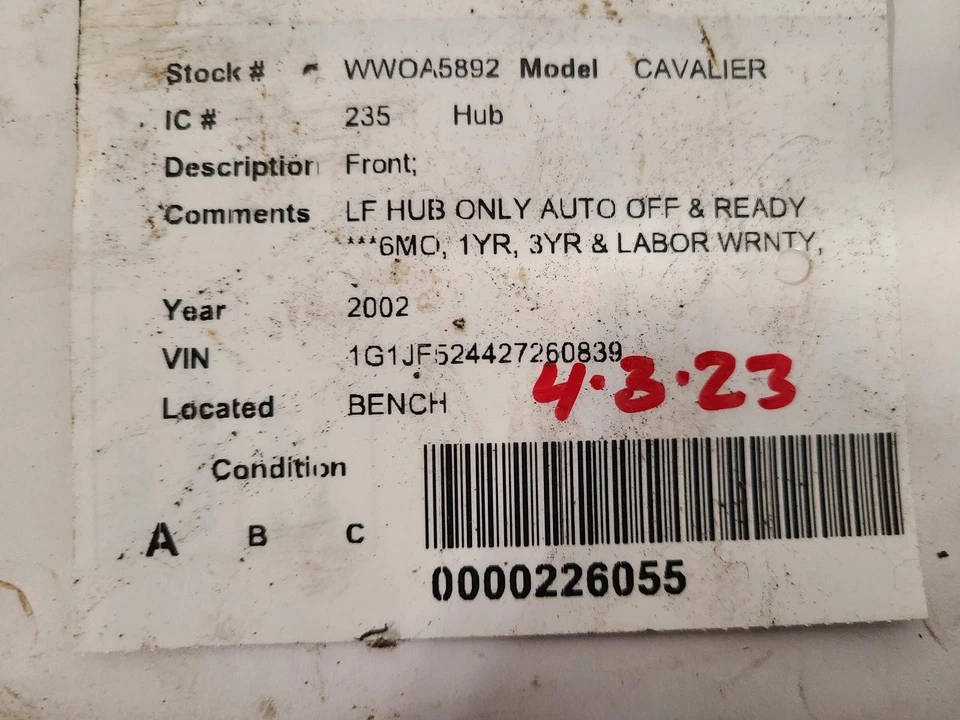 Stock # WWOA5892 Model CAVALIER
IC # 235 Hub
Description Front;
Comments LF HUB ONLY AUTO OFF & READY
***6MO, 1YR, 3YR & LABOR WRNTY,
Year 2002
VIN 1G1JF524427260839
4.3.23
Located BENCH
Condition
A B C
0000226055